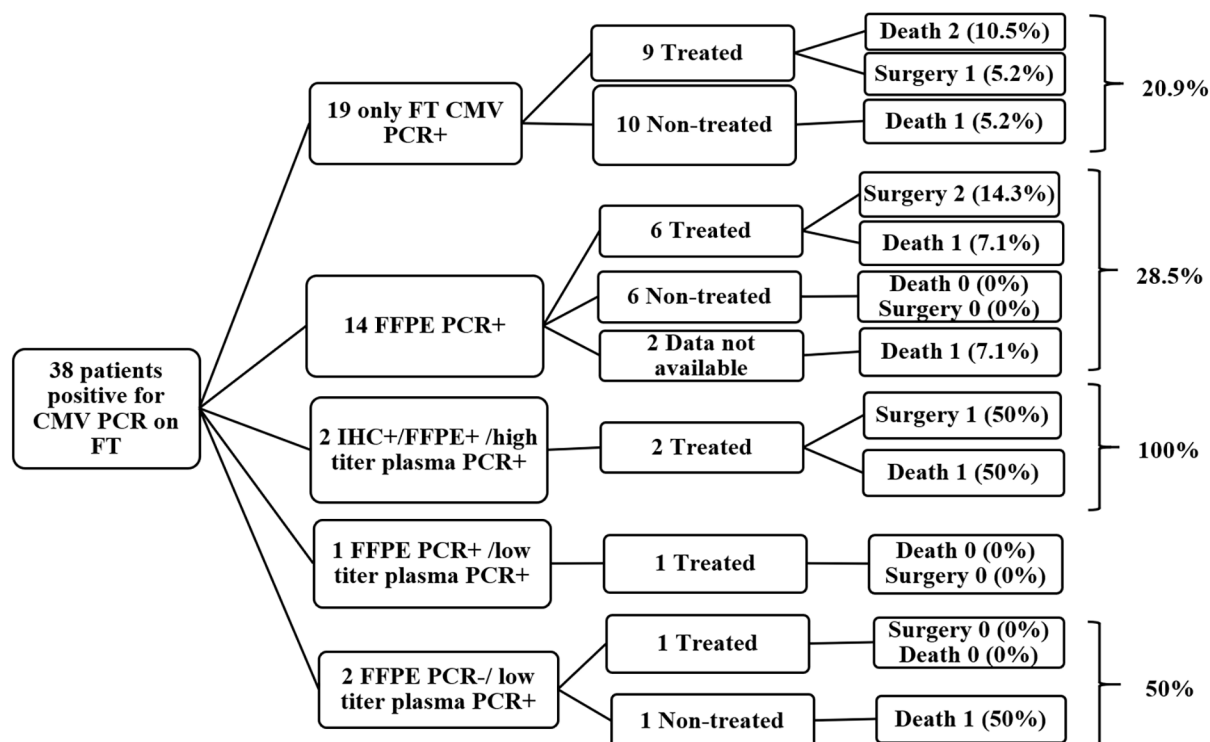 38 patients
positive for
CMV PCR on
FT
19 only FT CMV
PCR+
9 Treated
Death 2 (10.5%)
Surgery 1 (5.2%)
10 Non-treated
Death 1 (5.2%)
20.9%
14 FFPE PCR+
6 Treated
Surgery 2 (14.3%)
Death 1 (7.1%)
6 Non-treated
Death 0 (0%)
Surgery 0 (0%)
2 Data not
available
Death 1 (7.1%)
28.5%
2 IHC+/FFPE+ /high
titer plasma PCR+
2 Treated
Surgery 1 (50%)
Death 1 (50%)
100%
1 FFPE PCR+ /low
titer plasma PCR+
1 Treated
Death 0 (0%)
Surgery 0 (0%)
2 FFPE PCR-/ low
titer plasma PCR+
1 Treated
Surgery 0 (0%)
Death 0 (0%)
1 Non-treated
Death 1 (50%)
50%